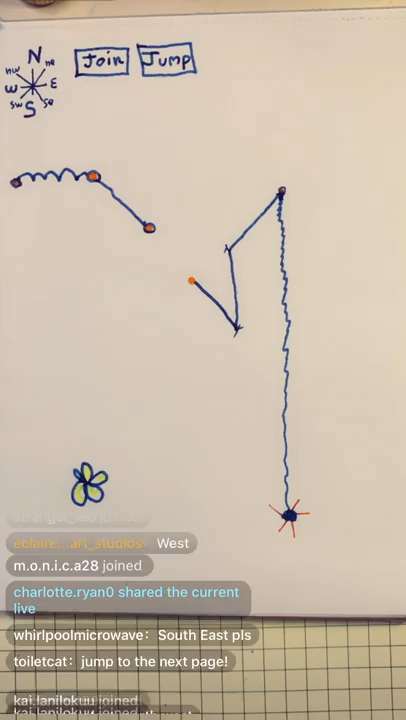 N
nw ne
W E
sw se
S
Join Jump
joined
eclaire...art_studios West
m.o.n.i.c.a28 joined
charlotte.ryan0 shared the current
live
whirlpoolmicrowave: South East pls
toiletcat: jump to the next page!
kai.lanilokuu joined